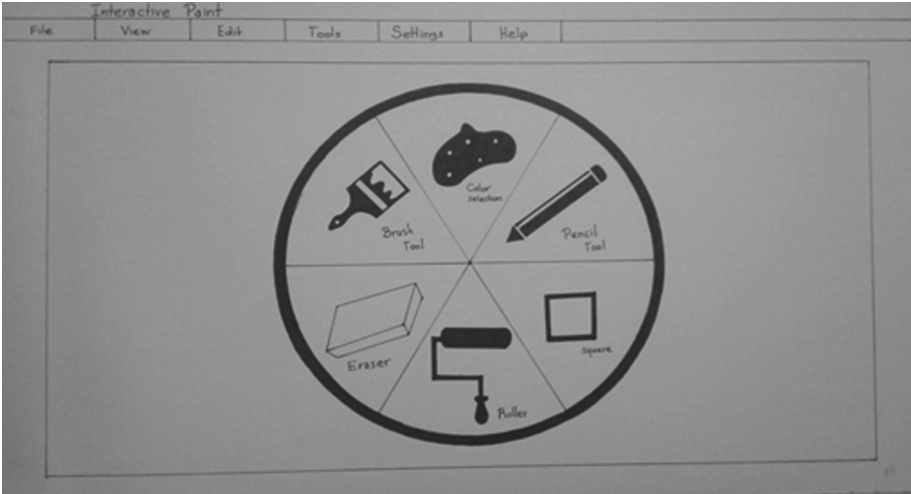 Interactive Paint
File View Edit Tools Settings Help
Color
selection
Brush
Tool
Pencil
Tool
Eraser
square
Roller